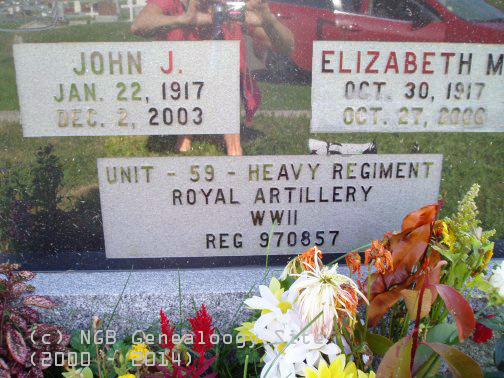 JOHN J.
JAN. 22, 1917
DEC. 2, 2003
ELIZABETH M
OCT. 30, 1917
OCT. 27, 2006
UNIT - 59 - HEAVY REGIMENT
ROYAL ARTILLERY
WWII
REG 970857
(c) NGB Genealogy Site
(2000 - 2014)